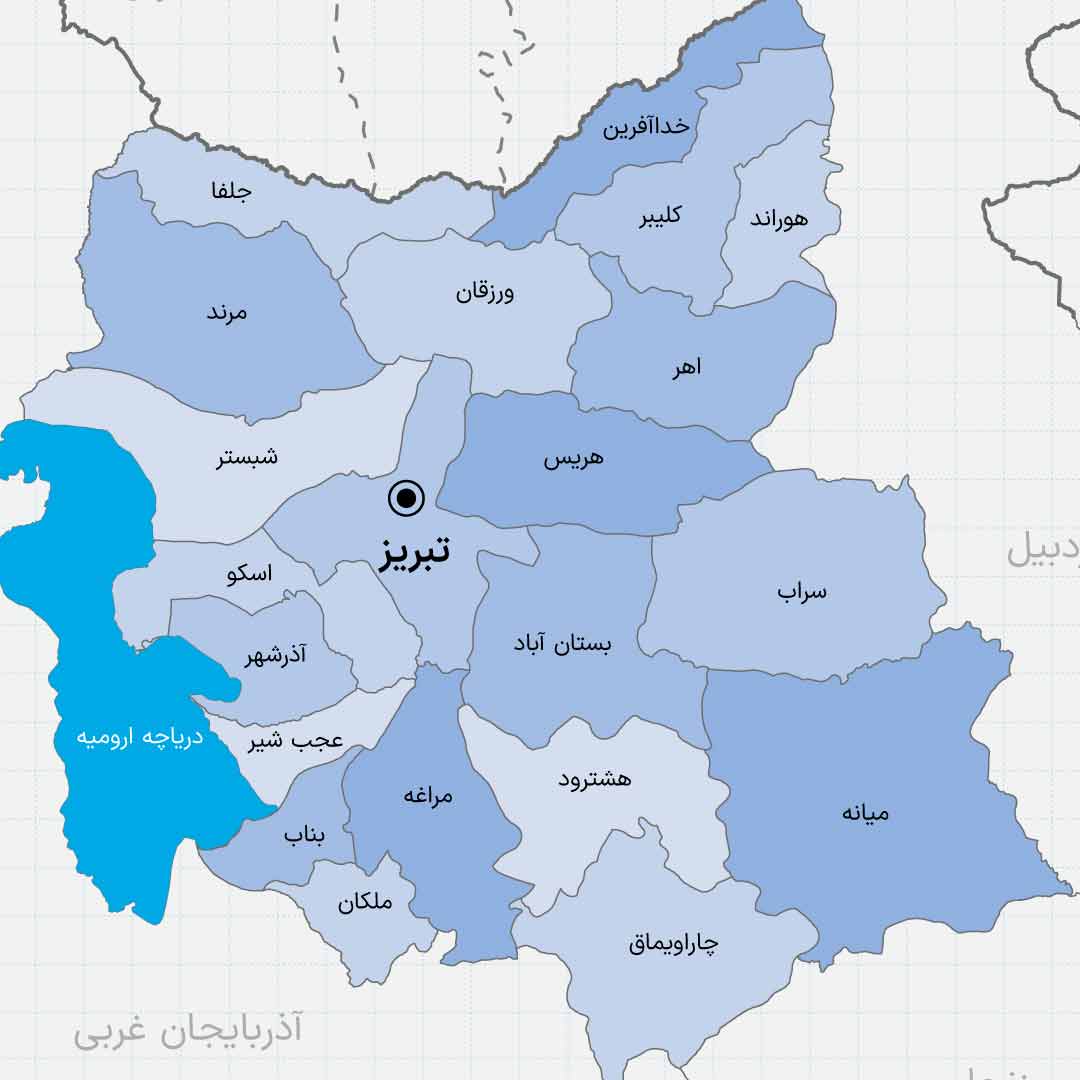 خداآفرین
جلفا
کلیبر
هوراند
ورزقان
مرند
اهر
شبستر
هریس
تبریز
اسکو
سراب
بستان آباد
آذرشهر
دریاچه ارومیه
عجب شیر
هشترود
مراغه
میانه
بناب
ملکان
چاراویماق
آذربایجان غربی